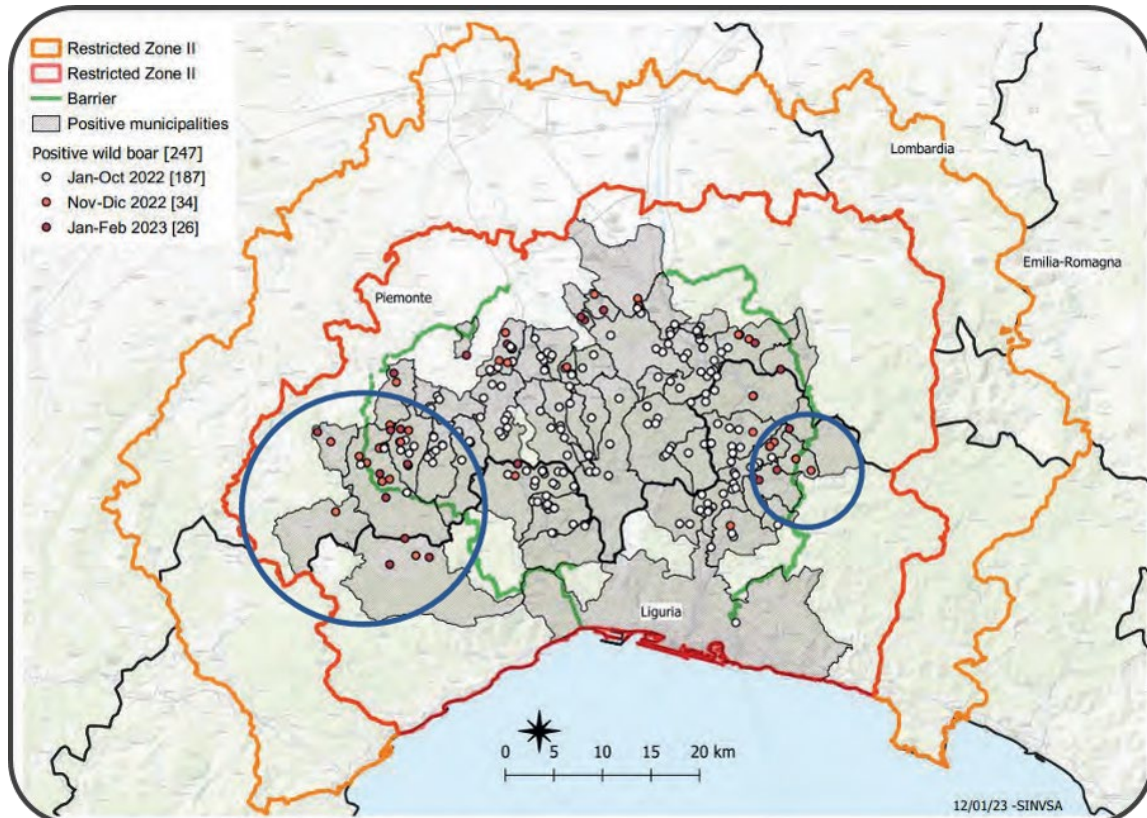 Restricted Zone II
Restricted Zone II
Barrier
Positive municipalities
Positive wild boar [247]
Jan-Oct 2022 [187]
Nov-Dic 2022 [34]
Jan-Feb 2023 [26]
Lombardia
Emilia-Romagna
Piemonte
Liguria
0 5 10 15 20 km
12/01/23 -SINVSA